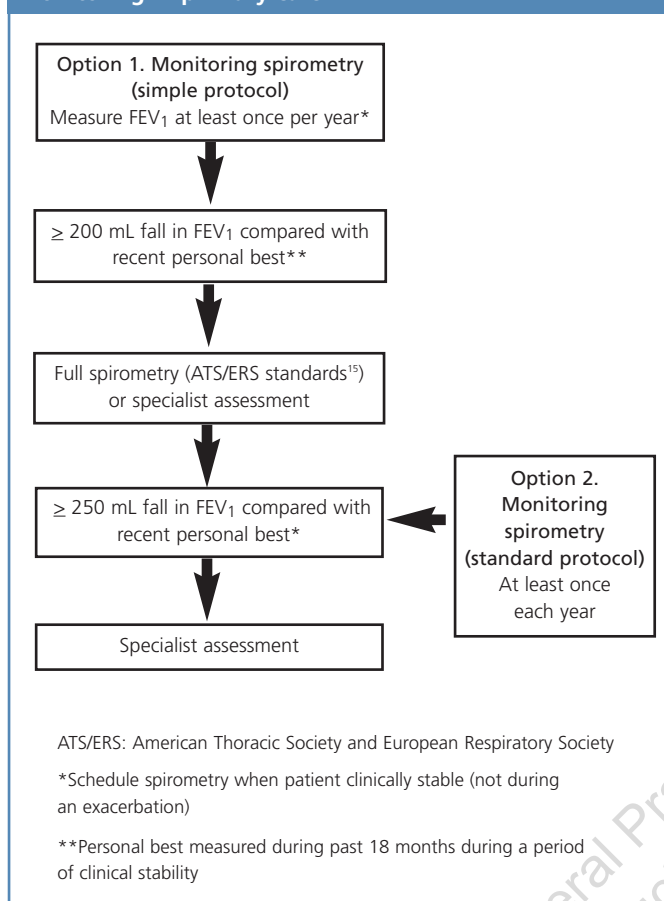 Option 1. Monitoring spirometry
(simple protocol)
Measure FEV1 at least once per year*
≥ 200 mL fall in FEV1 compared with
recent personal best**
Full spirometry (ATS/ERS standards15)
or specialist assessment
≥ 250 mL fall in FEV1 compared with
recent personal best*
Option 2.
Monitoring
spirometry
(standard protocol)
At least once
each year
Specialist assessment
ATS/ERS: American Thoracic Society and European Respiratory Society
*Schedule spirometry when patient clinically stable (not during
an exacerbation)
**Personal best measured during past 18 months during a period
of clinical stability